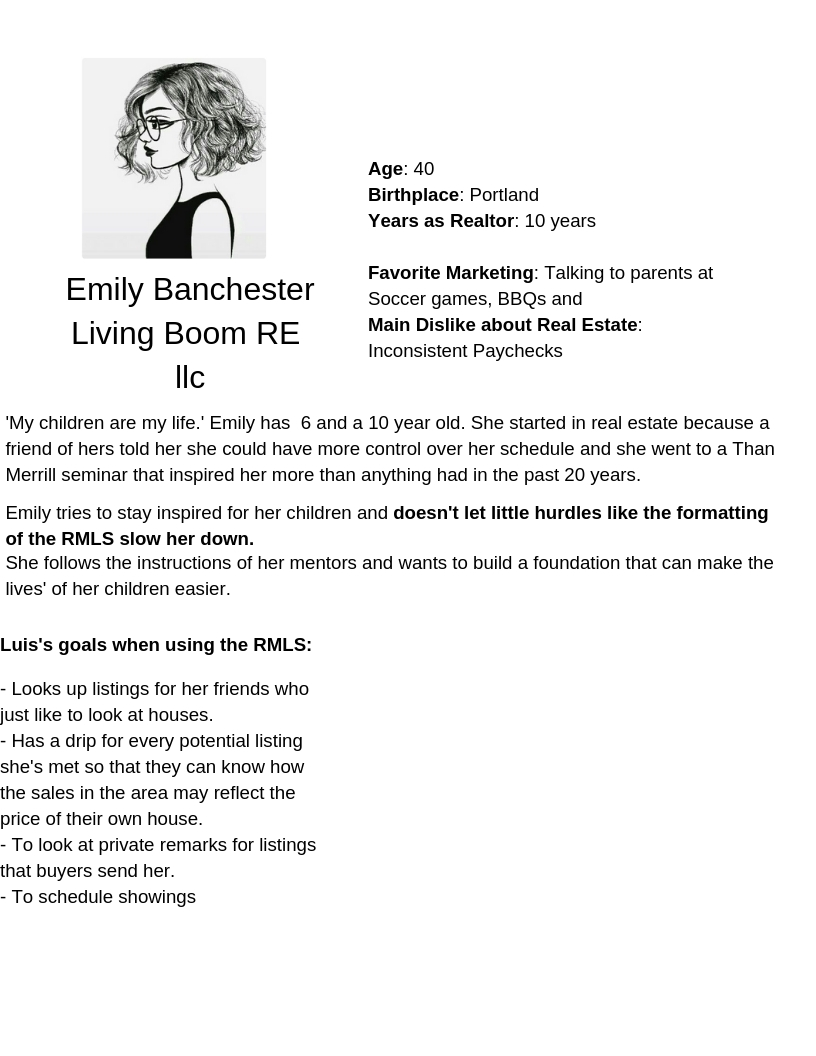 Emily Banchester
Living Boom RE
llc
Age: 40
Birthplace: Portland
Years as Realtor: 10 years
Favorite Marketing: Talking to parents at
Soccer games, BBQs and
Main Dislike about Real Estate:
Inconsistent Paychecks
'My children are my life.' Emily has  6 and a 10 year old. She started in real estate because a
friend of hers told her she could have more control over her schedule and she went to a Than
Merrill seminar that inspired her more than anything had in the past 20 years.
Emily tries to stay inspired for her children and doesn't let little hurdles like the formatting
of the RMLS slow her down.
She follows the instructions of her mentors and wants to build a foundation that can make the
lives' of her children easier.
Luis's goals when using the RMLS:
- Looks up listings for her friends who
just like to look at houses.
- Has a drip for every potential listing
she's met so that they can know how
the sales in the area may reflect the
price of their own house.
- To look at private remarks for listings
that buyers send her.
- To schedule showings